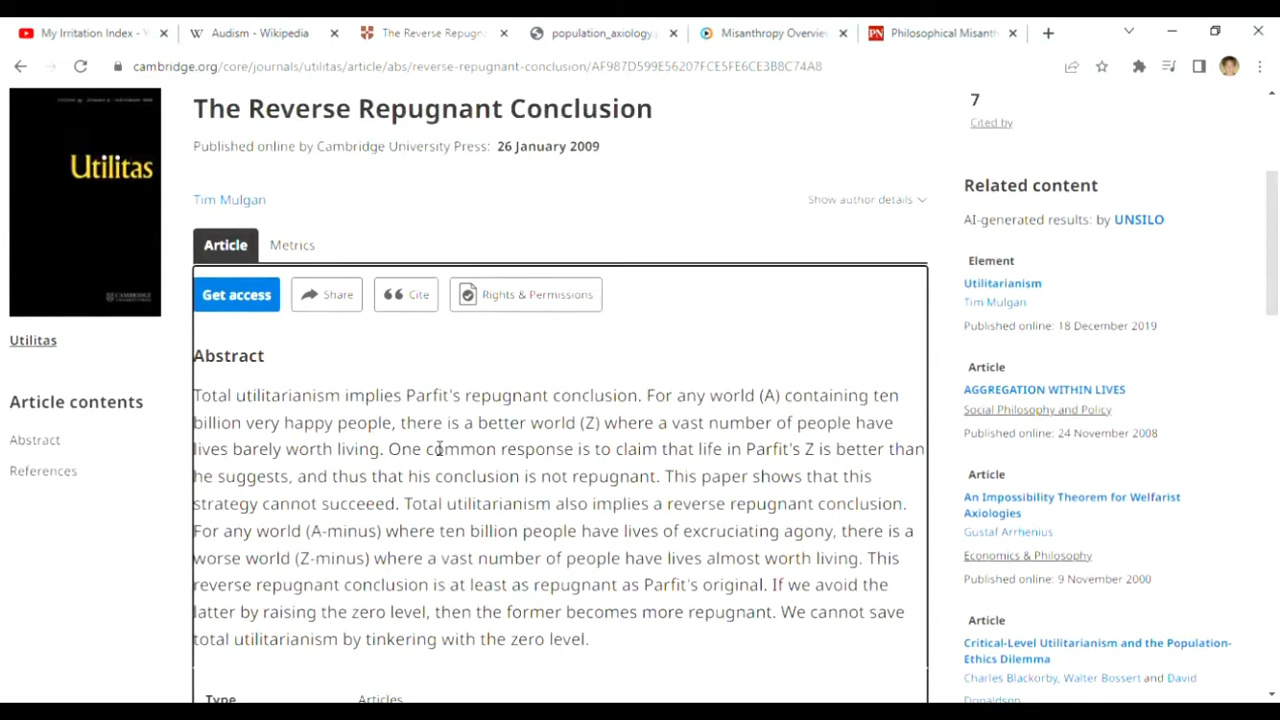 My Irritation Index -
Audism - Wikipedia
The Reverse Repugn
population_axiology.
Misanthropy Overvie
PN
Philosophical Misant
cambridge.org/core/journals/utilitas/article/abs/reverse-repugnant-conclusion/AF987D599E56207FCE5FE6CE3B8C74A8
Utilitas
CAMBRIDGE
Utilitas
Article contents
Abstract
References
The Reverse Repugnant Conclusion
Published online by Cambridge University Press: 26 January 2009
Tim Mulgan
Show author details
Article
Metrics
Get access
Share
Cite
Rights & Permissions
Abstract
Total utilitarianism implies Parfit's repugnant conclusion. For any world (A) containing ten
billion very happy people, there is a better world (Z) where a vast number of people have
lives barely worth living. One common response is to claim that life in Parfit's Z is better than
he suggests, and thus that his conclusion is not repugnant. This paper shows that this
strategy cannot succeeed. Total utilitarianism also implies a reverse repugnant conclusion.
For any world (A-minus) where ten billion people have lives of excruciating agony, there is a
worse world (Z-minus) where a vast number of people have lives almost worth living. This
reverse repugnant conclusion is at least as repugnant as Parfit's original. If we avoid the
latter by raising the zero level, then the former becomes more repugnant. We cannot save
total utilitarianism by tinkering with the zero level.
Type
Articles
7
Cited by
Related content
AI-generated results: by UNSILO
Element
Utilitarianism
Tim Mulgan
Published online: 18 December 2019
Article
AGGREGATION WITHIN LIVES
Social Philosophy and Policy
Published online: 24 November 2008
Article
An Impossibility Theorem for Welfarist
Axiologies
Gustaf Arrhenius
Economics & Philosophy
Published online: 9 November 2000
Article
Critical-Level Utilitarianism and the Population-
Ethics Dilemma
Charles Blackorby, Walter Bossert and David
Donaldson